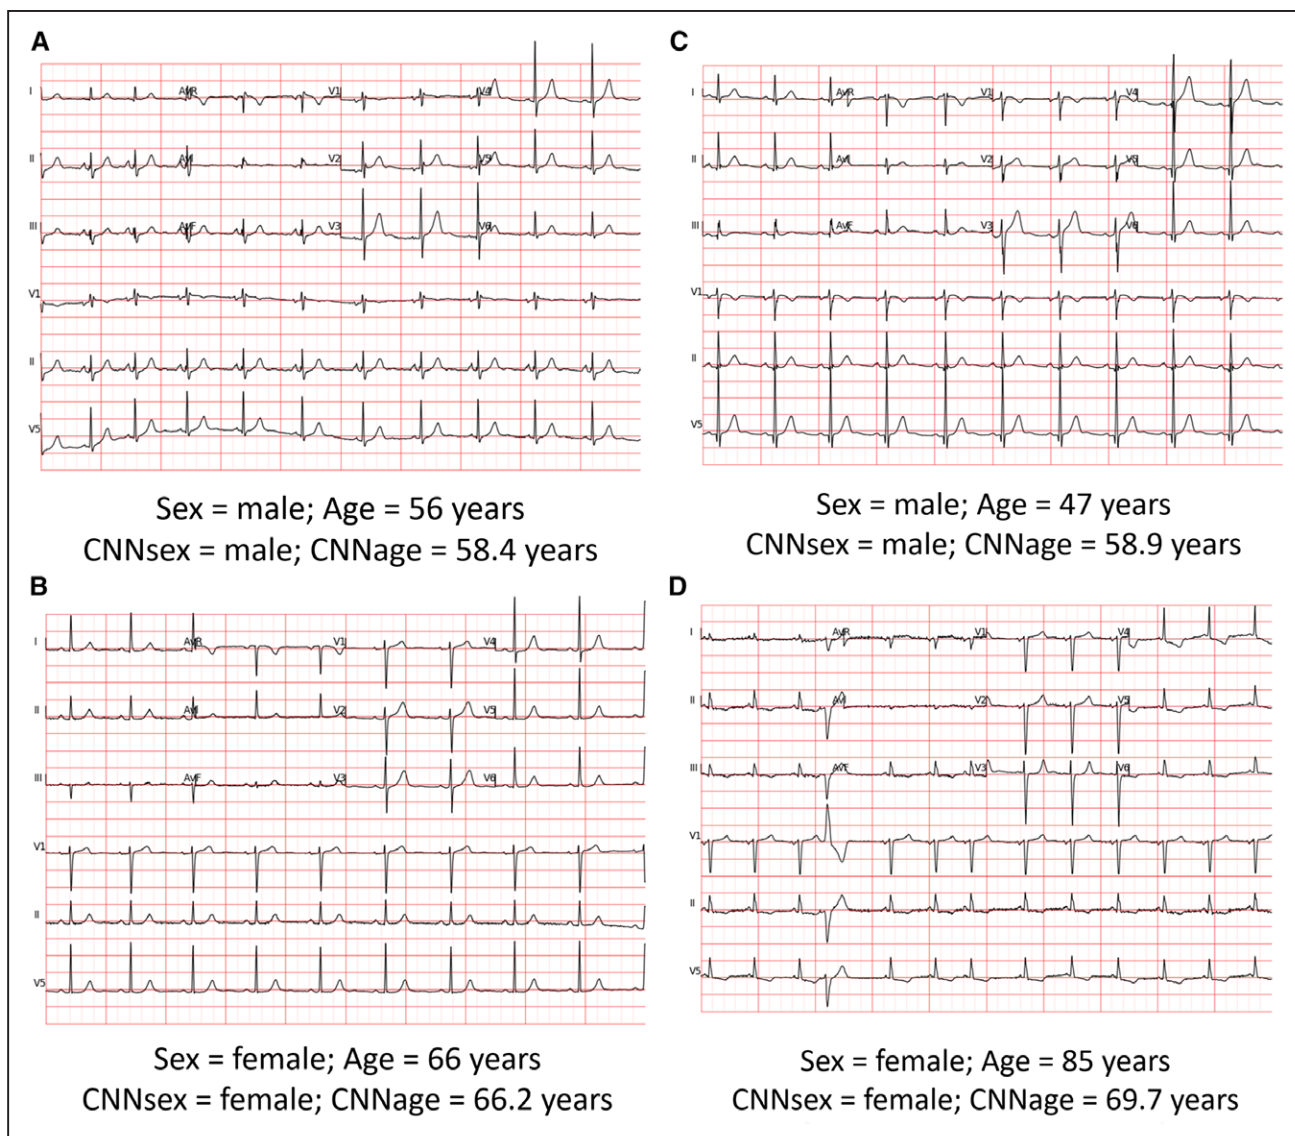 A
I AVR V1 V4
II Avl V2 V5
III AvF V3 V6
V1
II
V5
Sex = male; Age = 56 years
CNNsex = male; CNNage = 58.4 years
C
I AvR V1 V4
II Avl V2 V5
III AvF V3 V6
V1
II
V5
Sex = male; Age = 47 years
CNNsex = male; CNNage = 58.9 years
B
I AvR V1 V4
II Avl V2 V5
III AvF V3 V6
V1
II
V5
Sex = female; Age = 66 years
CNNsex = female; CNNage = 66.2 years
D
I AvR V1 V4
II Avl V2 V5
III AvF V3 V6
V1
II
V5
Sex = female; Age = 85 years
CNNsex = female; CNNage = 69.7 years